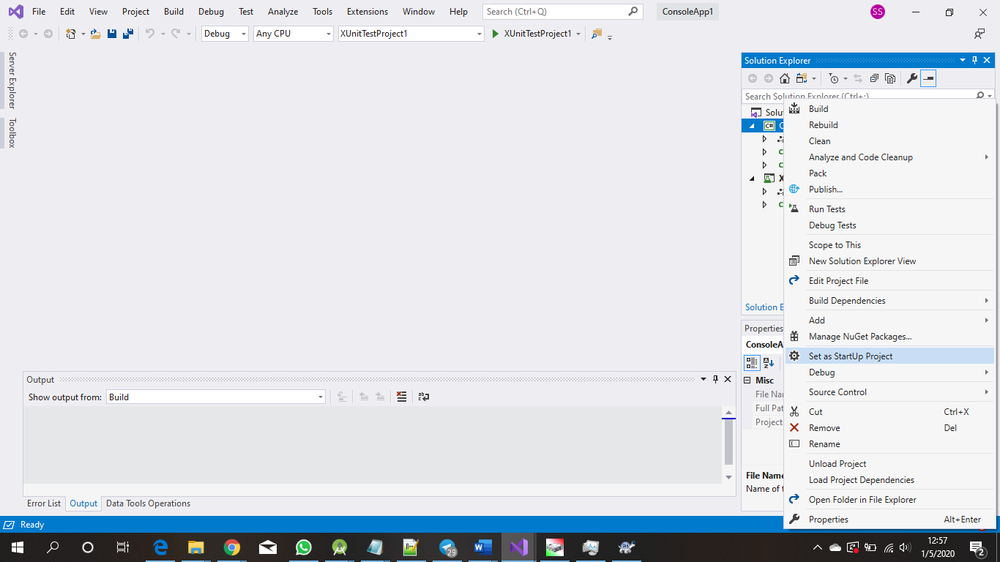 File Edit View Project Build Debug Test Analyze Tools Extensions Window Help Search (Ctrl+Q) ConsoleApp1 SS
Debug Any CPU XUnitTestProject1 XUnitTestProject1
Server Explorer
Toolbox
Solution Explorer
Search Solution Explorer (Ctrl+;)
Solu
C# C
X
Solution E
Build
Rebuild
Clean
Analyze and Code Cleanup
Pack
Publish...
Run Tests
Debug Tests
Scope to This
New Solution Explorer View
Edit Project File
Build Dependencies
Add
Manage NuGet Packages...
Set as StartUp Project
Debug
Source Control
Cut Ctrl+X
Remove Del
Rename
Unload Project
Load Project Dependencies
Open Folder in File Explorer
Properties Alt+Enter
Properties
ConsoleA
Misc
File Nam
Full Pat
Project
File Name
Name of t
Output
Show output from: Build
Error List Output Data Tools Operations
Ready
29
12:57
1/5/2020
2